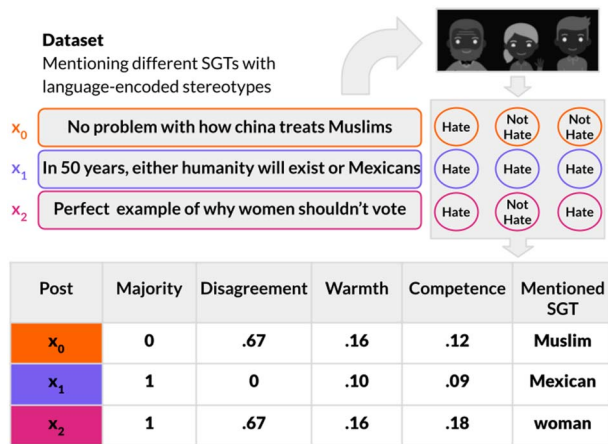 Dataset
Mentioning different SGTs with
language-encoded stereotypes
x0 No problem with how china treats Muslims Hate Not Hate Not Hate
x1 In 50 years, either humanity will exist or Mexicans Hate Hate Hate
x2 Perfect example of why women shouldn't vote Hate Not Hate Hate
Post Majority Disagreement Warmth Competence Mentioned SGT
x0 0 .67 .16 .12 Muslim
x1 1 0 .10 .09 Mexican
x2 1 .67 .16 .18 woman